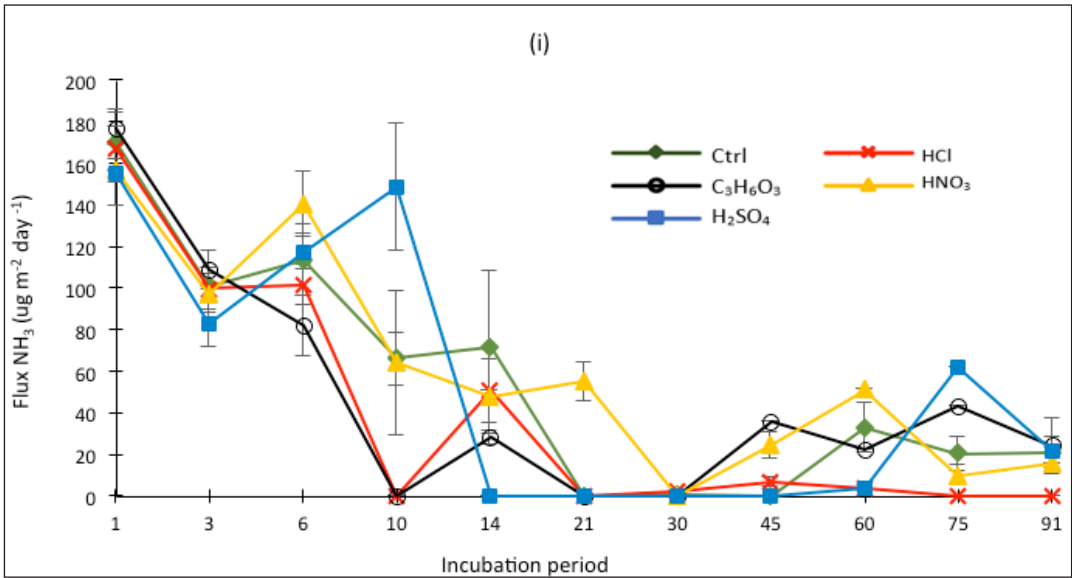 (i)
Flux NH₃ (ug m⁻² day⁻¹)
200
180
160
140
120
100
80
60
40
20
0
Ctrl
HCl
C₃H₆O₃
HNO₃
H₂SO₄
1 3 6 10 14 21 30 45 60 75 91
Incubation period